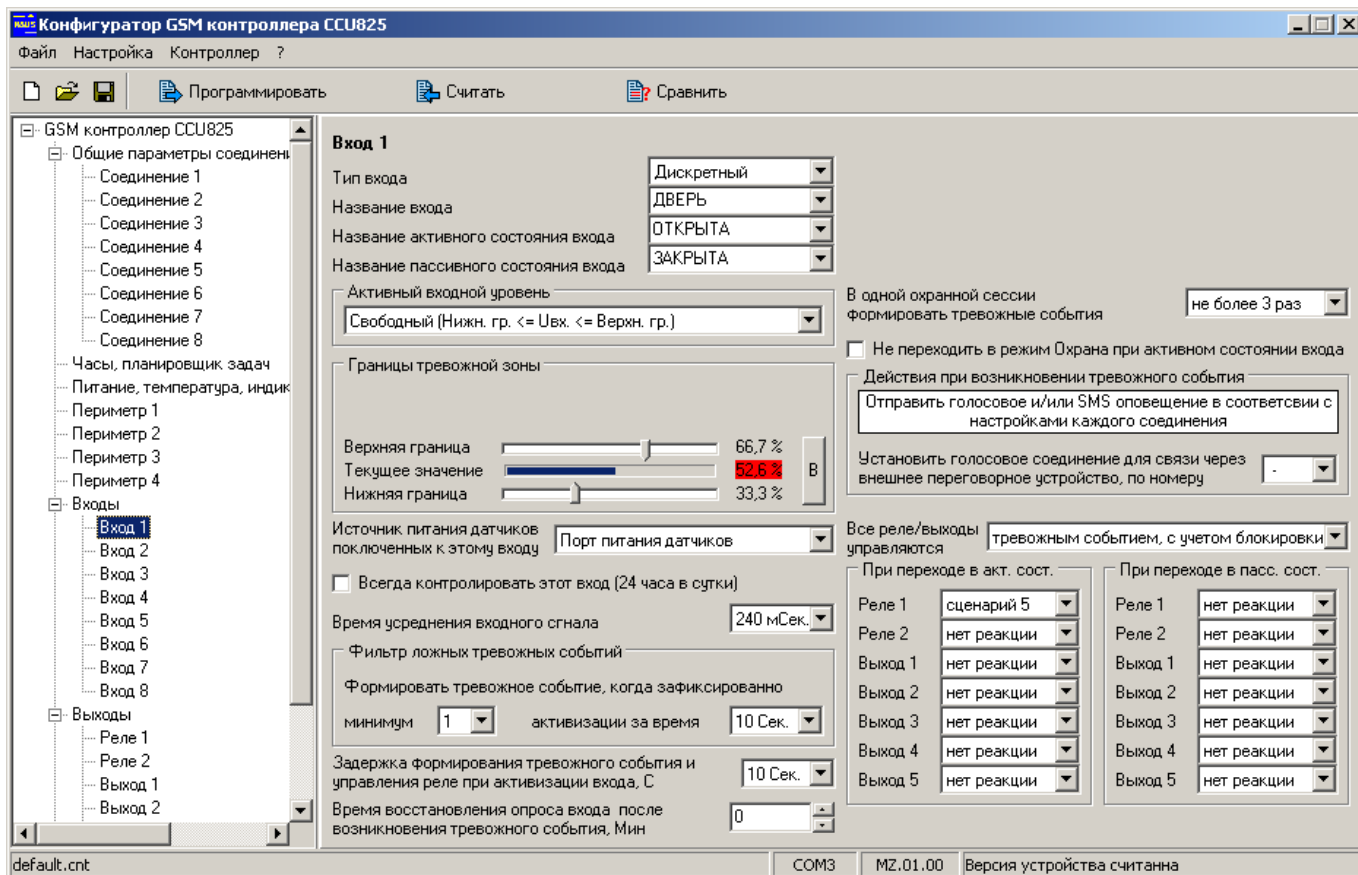 Конфигуратор GSM контроллера CCU825
Файл Настройка Контроллер ?
Программировать Считать Сравнить
GSM контроллер CCU825
Общие параметры соединени
Соединение 1
Соединение 2
Соединение 3
Соединение 4
Соединение 5
Соединение 6
Соединение 7
Соединение 8
Часы, планировщик задач
Питание, температура, индик
Периметр 1
Периметр 2
Периметр 3
Периметр 4
Входы
Вход 1
Вход 2
Вход 3
Вход 4
Вход 5
Вход 6
Вход 7
Вход 8
Выходы
Реле 1
Реле 2
Выход 1
Выход 2
Вход 1
Тип входа Дискретный
Название входа ДВЕРЬ
Название активного состояния входа ОТКРЫТА
Название пассивного состояния входа ЗАКРЫТА
Активный входной уровень
Свободный (Нижн. гр. <= Uвх. <= Верхн. гр.)
Границы тревожной зоны
Верхняя граница 66,7 %
Текущее значение 52,6 %
Нижняя граница 33,3 %
В
Источник питания датчиков
поключенных к этому входу Порт питания датчиков
Всегда контролировать этот вход (24 часа в сутки)
Время усреднения входного сгнала 240 мСек.
Фильтр ложных тревожных событий
Формировать тревожное событие, когда зафиксированно
минимум 1 активизации за время 10 Сек.
Задержка формирования тревожного события и
управления реле при активизации входа, С 10 Сек.
Время восстановления опроса входа после
возникновения тревожного события, Мин 0
В одной охранной сессии
формировать тревожные события не более 3 раз
Не переходить в режим Охрана при активном состоянии входа
Действия при возникновении тревожного события
Отправить голосовое и/или SMS оповещение в соответсвии с
настройками каждого соединения
Установить голосовое соединение для связи через
внешнее переговорное устройство, по номеру -
Все реле/выходы
управляются тревожным событием, с учетом блокировки
При переходе в акт. сост.
Реле 1 сценарий 5
Реле 2 нет реакции
Выход 1 нет реакции
Выход 2 нет реакции
Выход 3 нет реакции
Выход 4 нет реакции
Выход 5 нет реакции
При переходе в пасс. сост.
Реле 1 нет реакции
Реле 2 нет реакции
Выход 1 нет реакции
Выход 2 нет реакции
Выход 3 нет реакции
Выход 4 нет реакции
Выход 5 нет реакции
default.cnt COM3 MZ.01.00 Версия устройства считанна